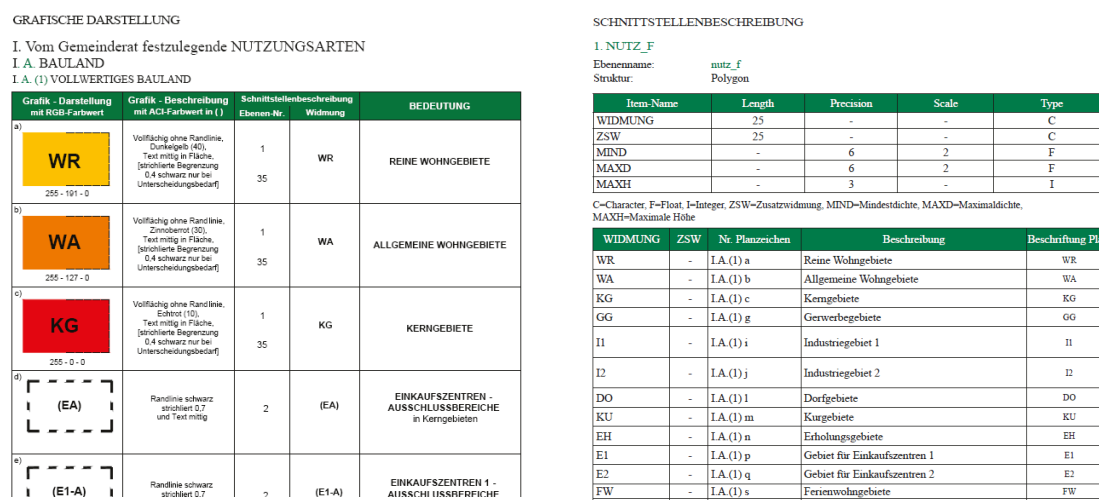 GRAFISCHE DARSTELLUNG
I. Vom Gemeinderat festzulegende NUTZUNGSARTEN
I. A. BAULAND
I. A. (1) VOLLWERTIGES BAULAND
Grafik - Darstellung mit RGB-Farbwert | Grafik - Beschreibung mit ACI-Farbwert in ( ) | Schnittstellenbeschreibung Ebenen-Nr. | Widmung | BEDEUTUNG
a)
WR
255 - 191 - 0
Vollflächig ohne Randlinie,
Dunkelgelb (40),
Text mittig in Fläche,
[strichlierte Begrenzung
0,4 schwarz nur bei
Unterscheidungsbedarf]
1
35
WR
REINE WOHNGEBIETE
b)
WA
255 - 127 - 0
Vollflächig ohne Randlinie,
Zinnoberrot (30),
Text mittig in Fläche,
[strichlierte Begrenzung
0,4 schwarz nur bei
Unterscheidungsbedarf]
1
35
WA
ALLGEMEINE WOHNGEBIETE
c)
KG
255 - 0 - 0
Vollflächig ohne Randlinie,
Echtrot (10),
Text mittig in Fläche,
[strichlierte Begrenzung
0,4 schwarz nur bei
Unterscheidungsbedarf]
1
35
KG
KERNGEBIETE
d)
(EA)
Randlinie schwarz
strichliert 0,7
und Text mittig
2
(EA)
EINKAUFSZENTREN -
AUSSCHLUSSBEREICHE
in Kerngebieten
e)
(E1-A)
Randlinie schwarz
strichliert 0,7
2
(E1-A)
EINKAUFSZENTREN 1 -
AUSSCHLUSSBEREICHE
SCHNITTSTELLENBESCHREIBUNG
1. NUTZ_F
Ebenenname: nutz_f
Struktur: Polygon
Item-Name | Length | Precision | Scale | Type
WIDMUNG | 25 | - | - | C
ZSW | 25 | - | - | C
MIND | - | 6 | 2 | F
MAXD | - | 6 | 2 | F
MAXH | - | 3 | - | I
C=Character, F=Float, I=Integer, ZSW=Zusatzwidmung, MIND=Mindestdichte, MAXD=Maximaldichte,
MAXH=Maximale Höhe
WIDMUNG | ZSW | Nr. Planzeichen | Beschreibung | Beschriftung Pl
WR | - | I.A.(1) a | Reine Wohngebiete | WR
WA | - | I.A.(1) b | Allgemeine Wohngebiete | WA
KG | - | I.A.(1) c | Kerngebiete | KG
GG | - | I.A.(1) g | Gerwerbegebiete | GG
I1 | - | I.A.(1) i | Industriegebiet 1 | I1
I2 | - | I.A.(1) j | Industriegebiet 2 | I2
DO | - | I.A.(1) l | Dorfgebiete | DO
KU | - | I.A.(1) m | Kurgebiete | KU
EH | - | I.A.(1) n | Erholungsgebiete | EH
E1 | - | I.A.(1) p | Gebiet für Einkaufszentren 1 | E1
E2 | - | I.A.(1) q | Gebiet für Einkaufszentren 2 | E2
FW | - | I.A.(1) s | Ferienwohngebiete | FW